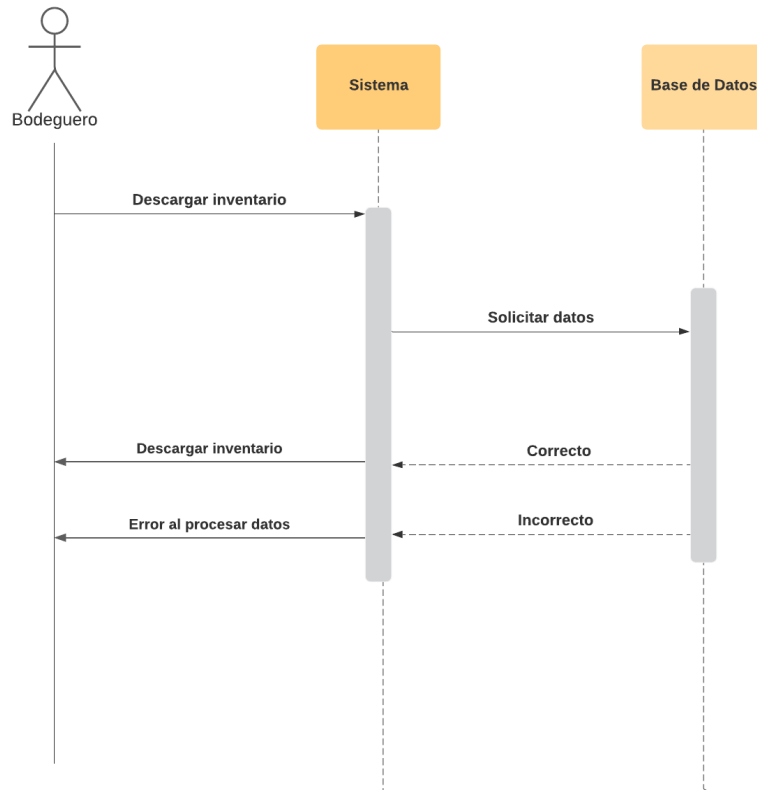 Bodeguero
Sistema
Base de Datos
Descargar inventario
Solicitar datos
Descargar inventario
Correcto
Error al procesar datos
Incorrecto